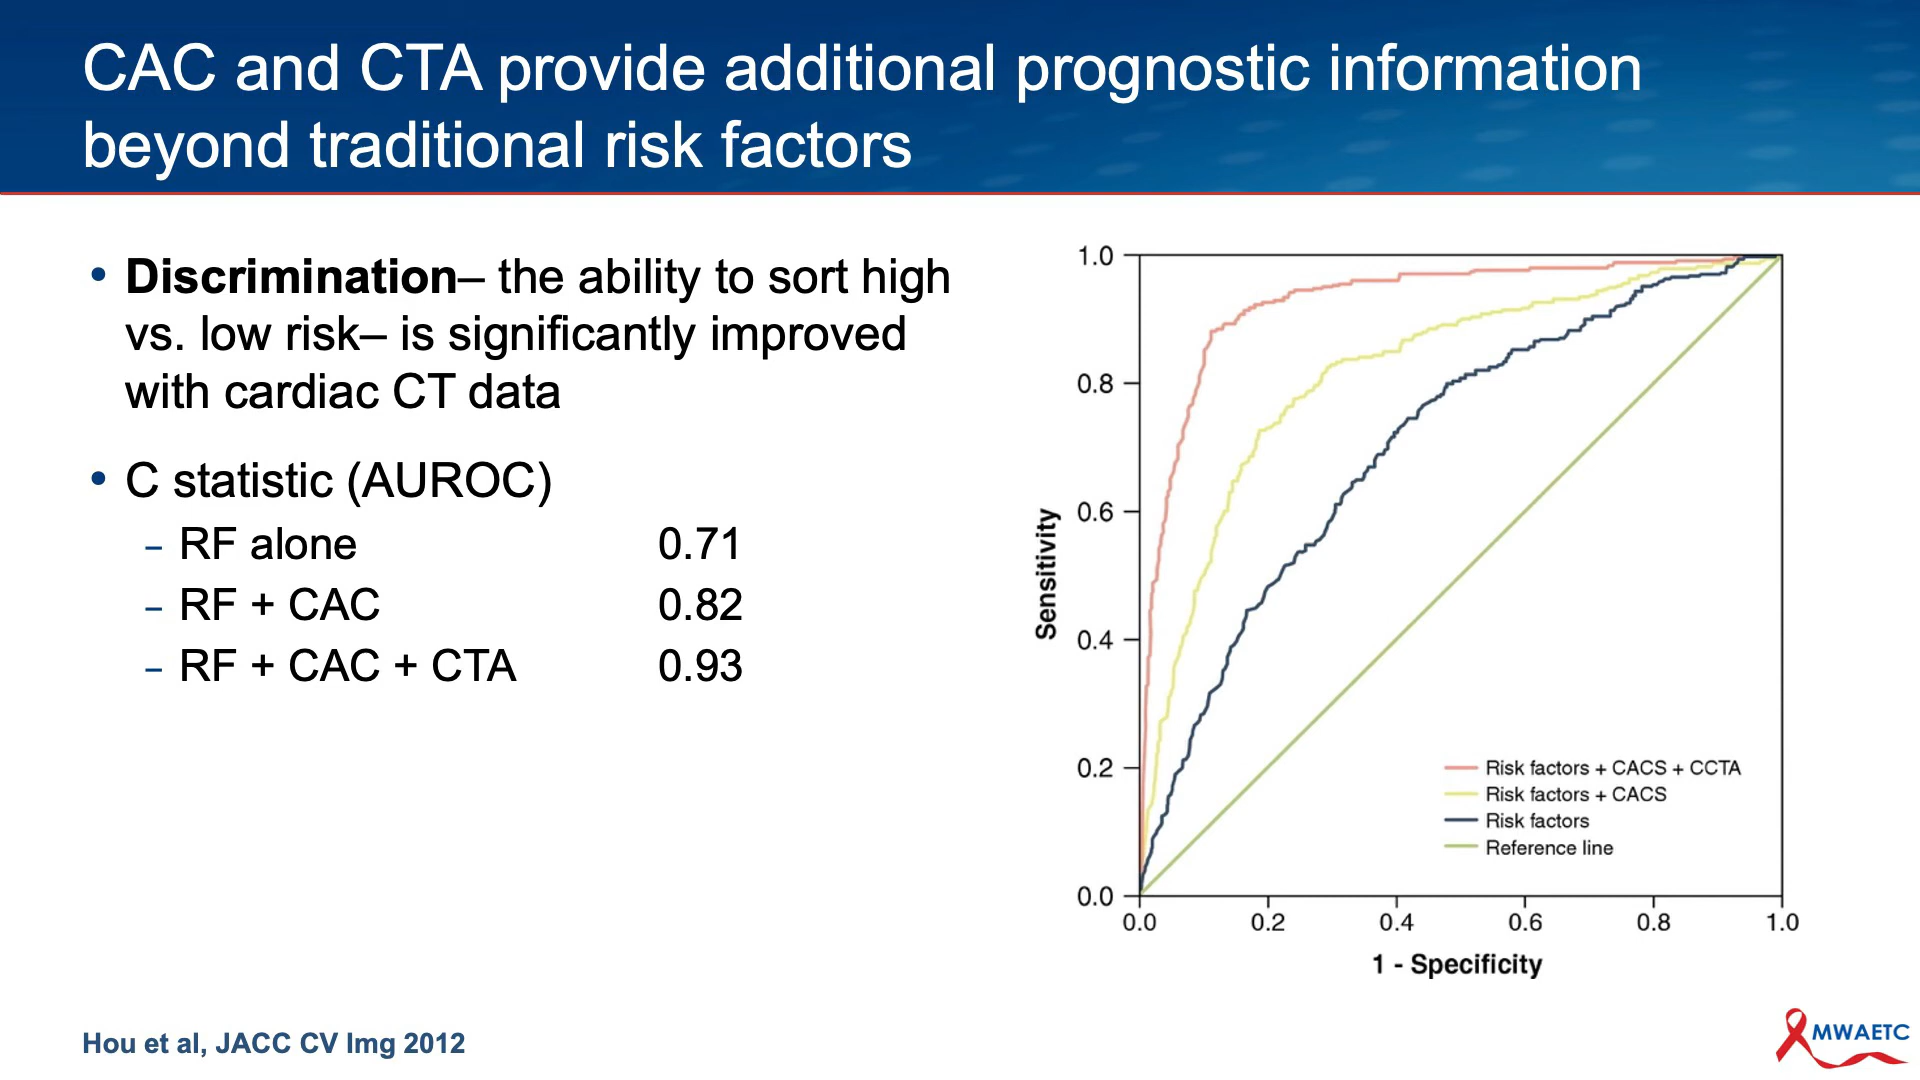 CAC and CTA provide additional prognostic information
beyond traditional risk factors
• Discrimination– the ability to sort high
vs. low risk– is significantly improved
with cardiac CT data
• C statistic (AUROC)
– RF alone 0.71
– RF + CAC 0.82
– RF + CAC + CTA 0.93
1.0
0.8
0.6
0.4
0.2
0.0
Sensitivity
Risk factors + CACS + CCTA
Risk factors + CACS
Risk factors
Reference line
0.0 0.2 0.4 0.6 0.8 1.0
1 - Specificity
Hou et al, JACC CV Img 2012
MWAETC